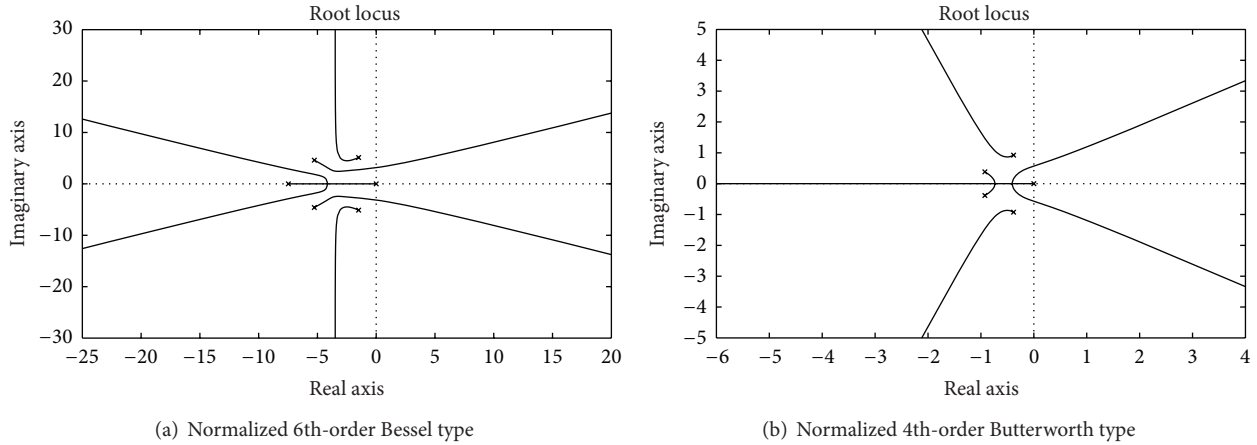 Root locus
30
20
10
0
−10
−20
−30
Imaginary axis
−25 −20 −15 −10 −5 0 5 10 15 20
Real axis
(a) Normalized 6th-order Bessel type
Root locus
5
4
3
2
1
0
−1
−2
−3
−4
−5
Imaginary axis
−6 −5 −4 −3 −2 −1 0 1 2 3 4
Real axis
(b) Normalized 4th-order Butterworth type